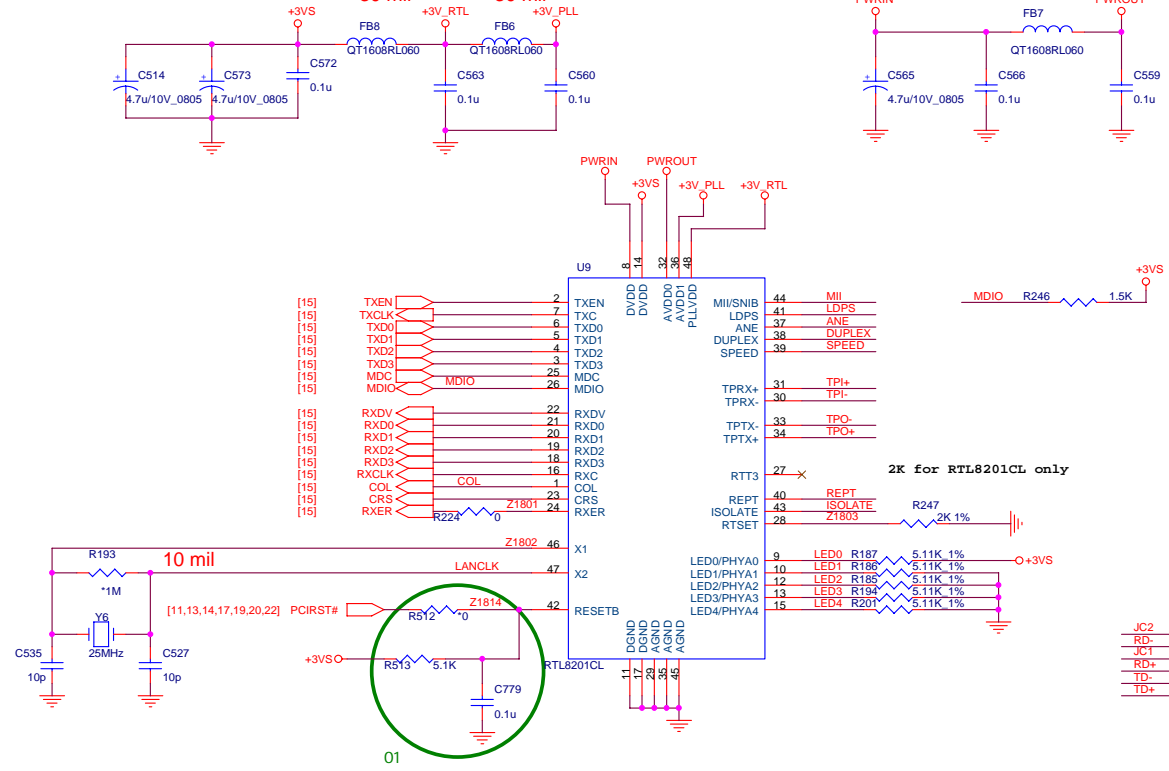 +3VS
+3V_RTL
+3V_PLL
FB8
FB6
QT1608RL060
QT1608RL060
C514
4.7u/10V_0805
C573
4.7u/10V_0805
C572
0.1u
C563
0.1u
C560
0.1u
PWRIN
PWROUT
FB7
QT1608RL060
C565
4.7u/10V_0805
C566
0.1u
C559
0.1u
PWRIN
PWROUT
+3VS
+3V_PLL
+3V_RTL
U9
8
14
32
36
48
DVDD
DVDD
AVDD0
AVDD1
PLLVDD
[15] TXEN 2 TXEN
[15] TXCLK 7 TXC
[15] TXD0 6 TXD0
[15] TXD1 5 TXD1
[15] TXD2 4 TXD2
[15] TXD3 3 TXD3
[15] MDC 25 MDC
[15] MDIO MDIO 26 MDIO
[15] RXDV 22 RXDV
[15] RXD0 21 RXD0
[15] RXD1 20 RXD1
[15] RXD2 19 RXD2
[15] RXD3 18 RXD3
[15] RXCLK 16 RXC
[15] COL COL 1 COL
[15] CRS 23 CRS
[15] RXER R224 0 Z1801 24 RXER
Z1802 46 X1
LANCLK 47 X2
10 mil
R193
*1M
Y6
25MHz
C535
10p
C527
10p
[11,13,14,17,19,20,22] PCIRST# R512 *0 Z1814 42 RESETB
+3VS R513 5.1K
C779
0.1u
01
RTL8201CL
DGND
DGND
AGND
AGND
AGND
11
17
29
35
45
MII/SNIB 44 MII
LDPS 41 LDPS
ANE 37 ANE
DUPLEX 38 DUPLEX
SPEED 39 SPEED
TPRX+ 31 TPI+
TPRX- 30 TPI-
TPTX- 33 TPO-
TPTX+ 34 TPO+
RTT3 27
REPT 40 REPT
ISOLATE 43 ISOLATE
RTSET 28 Z1803 R247 2K 1%
2K for RTL8201CL only
LED0/PHYA0 9 LED0 R187 5.11K_1% +3VS
LED1/PHYA1 10 LED1 R186 5.11K_1%
LED2/PHYA2 12 LED2 R185 5.11K_1%
LED3/PHYA3 13 LED3 R194 5.11K_1%
LED4/PHYA4 15 LED4 R201 5.11K_1%
+3VS
MDIO R246 1.5K
JC2
RD-
JC1
RD+
TD-
TD+